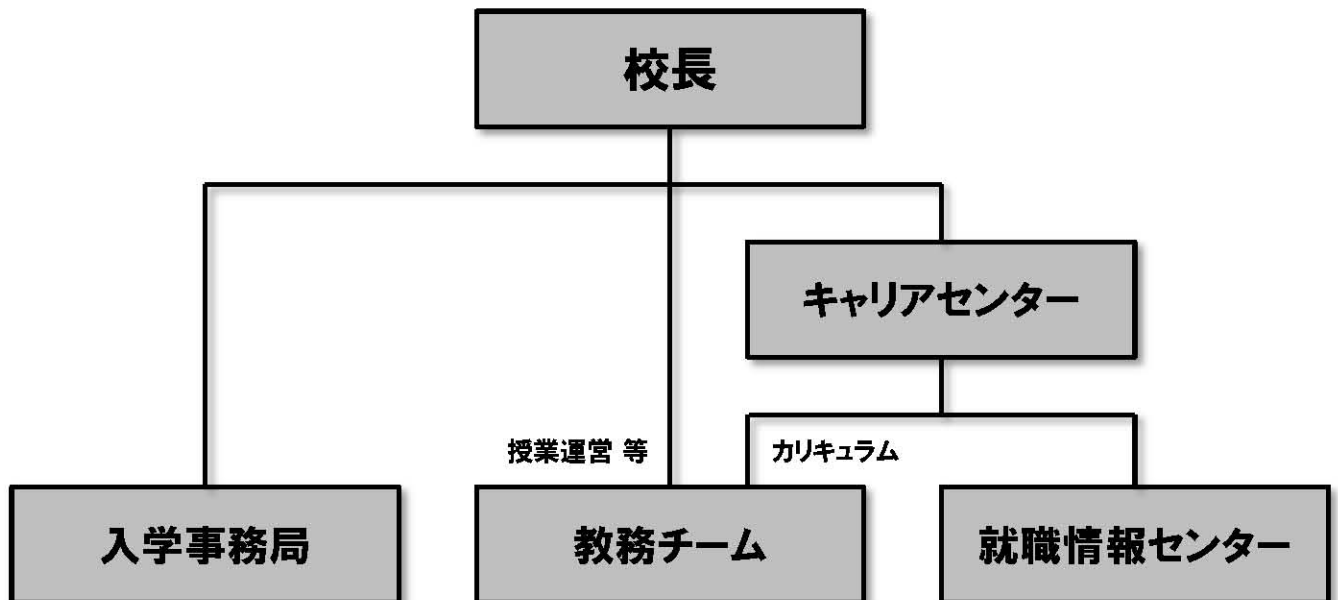 校長
キャリアセンター
授業運営 等
カリキュラム
入学事務局
教務チーム
就職情報センター